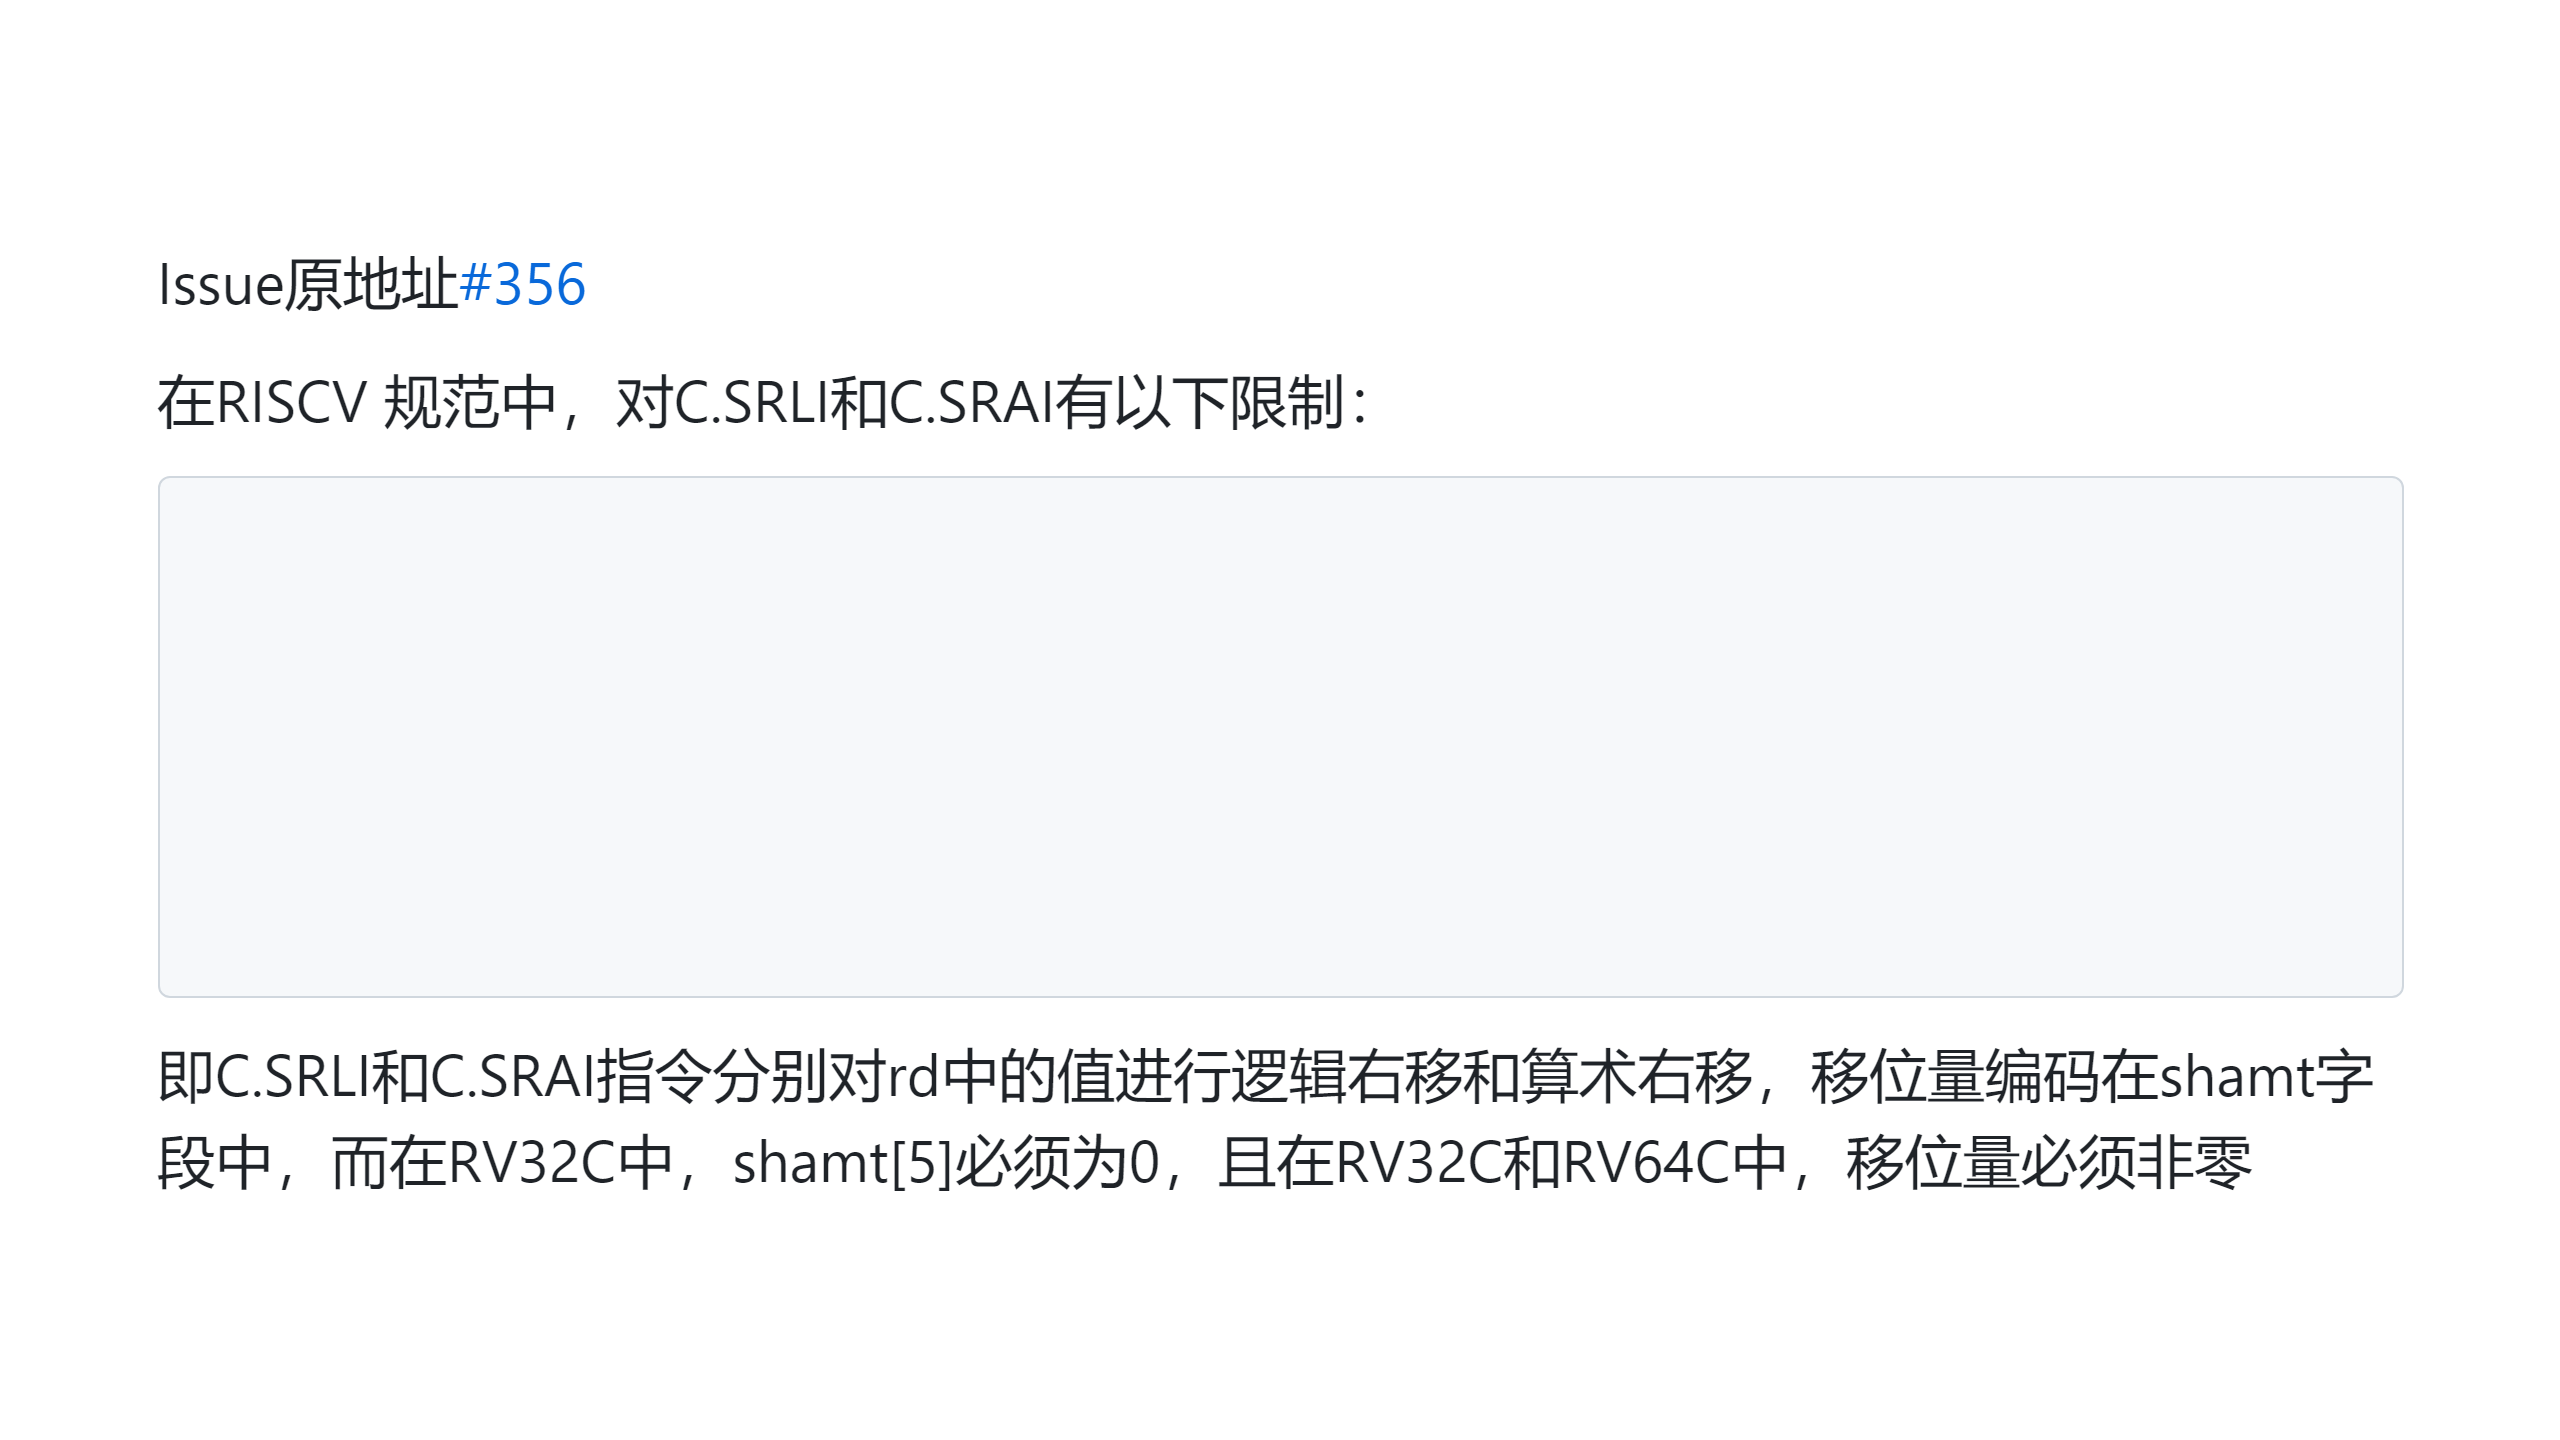 Issue原地址#356
在RISCV 规范中，对C.SRLI和C.SRAI有以下限制：
即C.SRLI和C.SRAI指令分别对rd中的值进行逻辑右移和算术右移，移位量编码在shamt字
段中，而在RV32C中，shamt[5]必须为0，且在RV32C和RV64C中，移位量必须非零